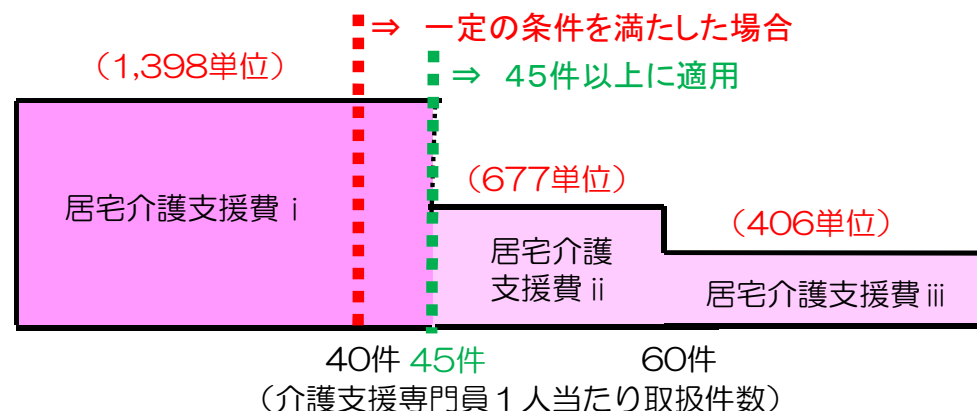 ⇒ 一定の条件を満たした場合
（1,398単位）
⇒ 45件以上に適用
（677単位）
居宅介護支援費ⅰ
（406単位）
居宅介護
支援費ⅱ
居宅介護支援費ⅲ
40件 45件 60件
（介護支援専門員１人当たり取扱件数）